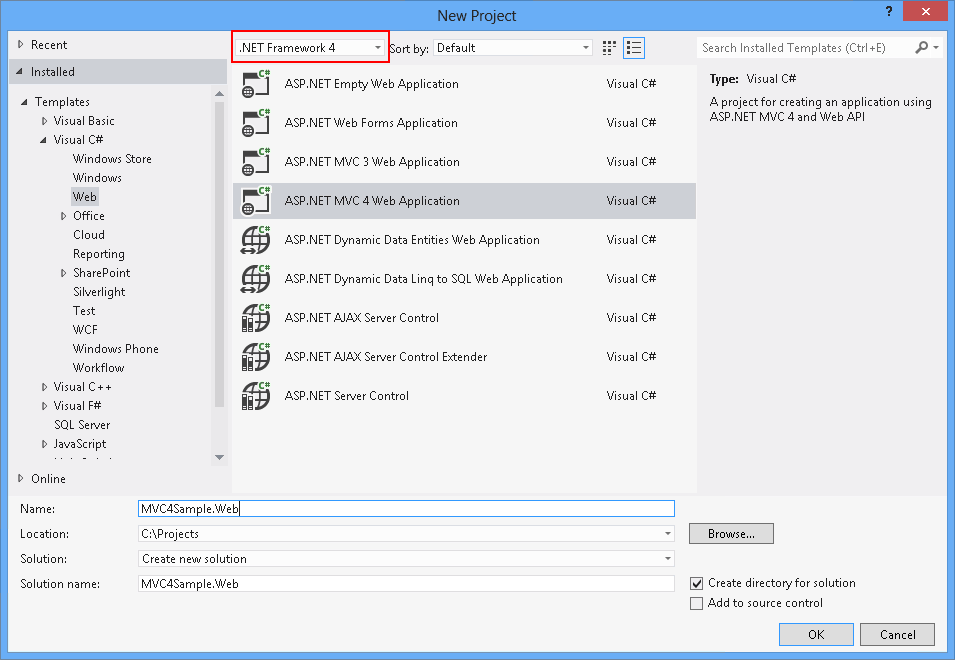 New Project
?
Recent
Installed
Templates
Visual Basic
Visual C#
Windows Store
Windows
Web
Office
Cloud
Reporting
SharePoint
Silverlight
Test
WCF
Windows Phone
Workflow
Visual C++
Visual F#
SQL Server
JavaScript
Online
.NET Framework 4 Sort by: Default
C# ASP.NET Empty Web Application Visual C#
C# ASP.NET Web Forms Application Visual C#
C# ASP.NET MVC 3 Web Application Visual C#
C# ASP.NET MVC 4 Web Application Visual C#
C# ASP.NET Dynamic Data Entities Web Application Visual C#
C# ASP.NET Dynamic Data Linq to SQL Web Application Visual C#
C# ASP.NET AJAX Server Control Visual C#
C# ASP.NET AJAX Server Control Extender Visual C#
C# ASP.NET Server Control Visual C#
Search Installed Templates (Ctrl+E)
Type: Visual C#
A project for creating an application using
ASP.NET MVC 4 and Web API
Name: MVC4Sample.Web
Location: C:\Projects Browse...
Solution: Create new solution
Solution name: MVC4Sample.Web
Create directory for solution
Add to source control
OK Cancel